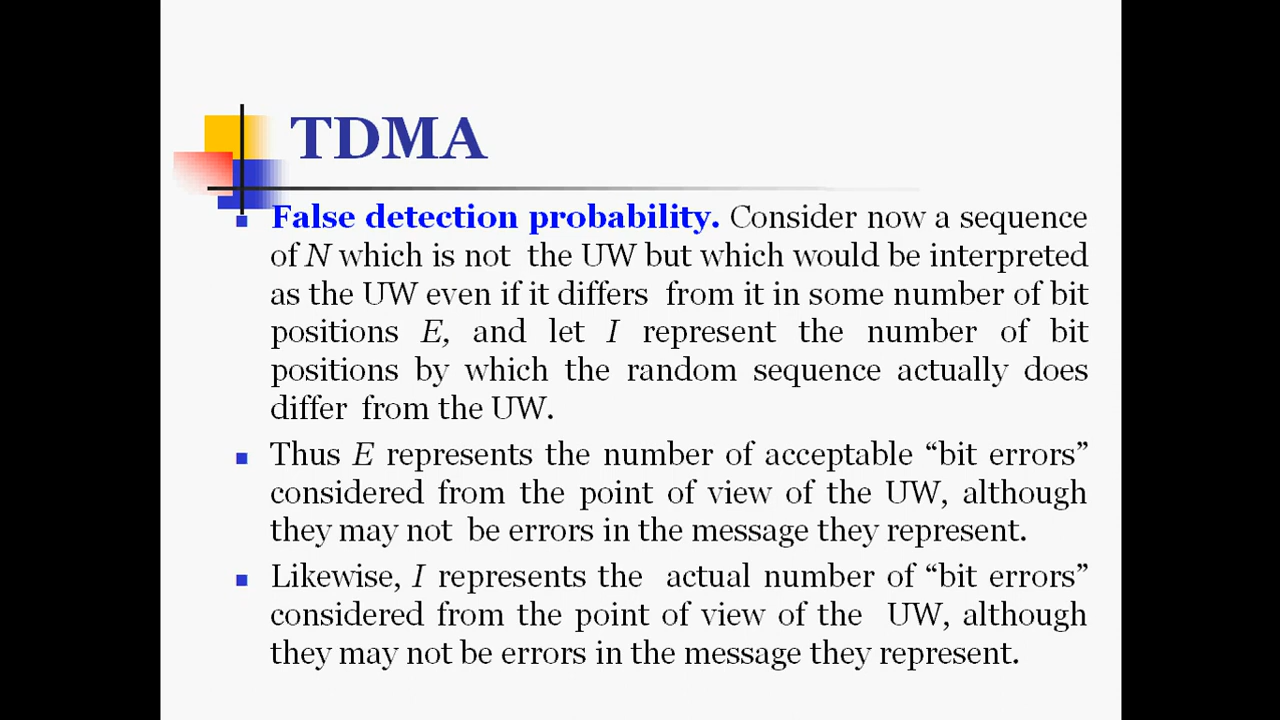 TDMA
False detection probability. Consider now a sequence
of N which is not the UW but which would be interpreted
as the UW even if it differs from it in some number of bit
positions E, and let I represent the number of bit
positions by which the random sequence actually does
differ from the UW.
Thus E represents the number of acceptable “bit errors”
considered from the point of view of the UW, although
they may not be errors in the message they represent.
Likewise, I represents the actual number of “bit errors”
considered from the point of view of the UW, although
they may not be errors in the message they represent.